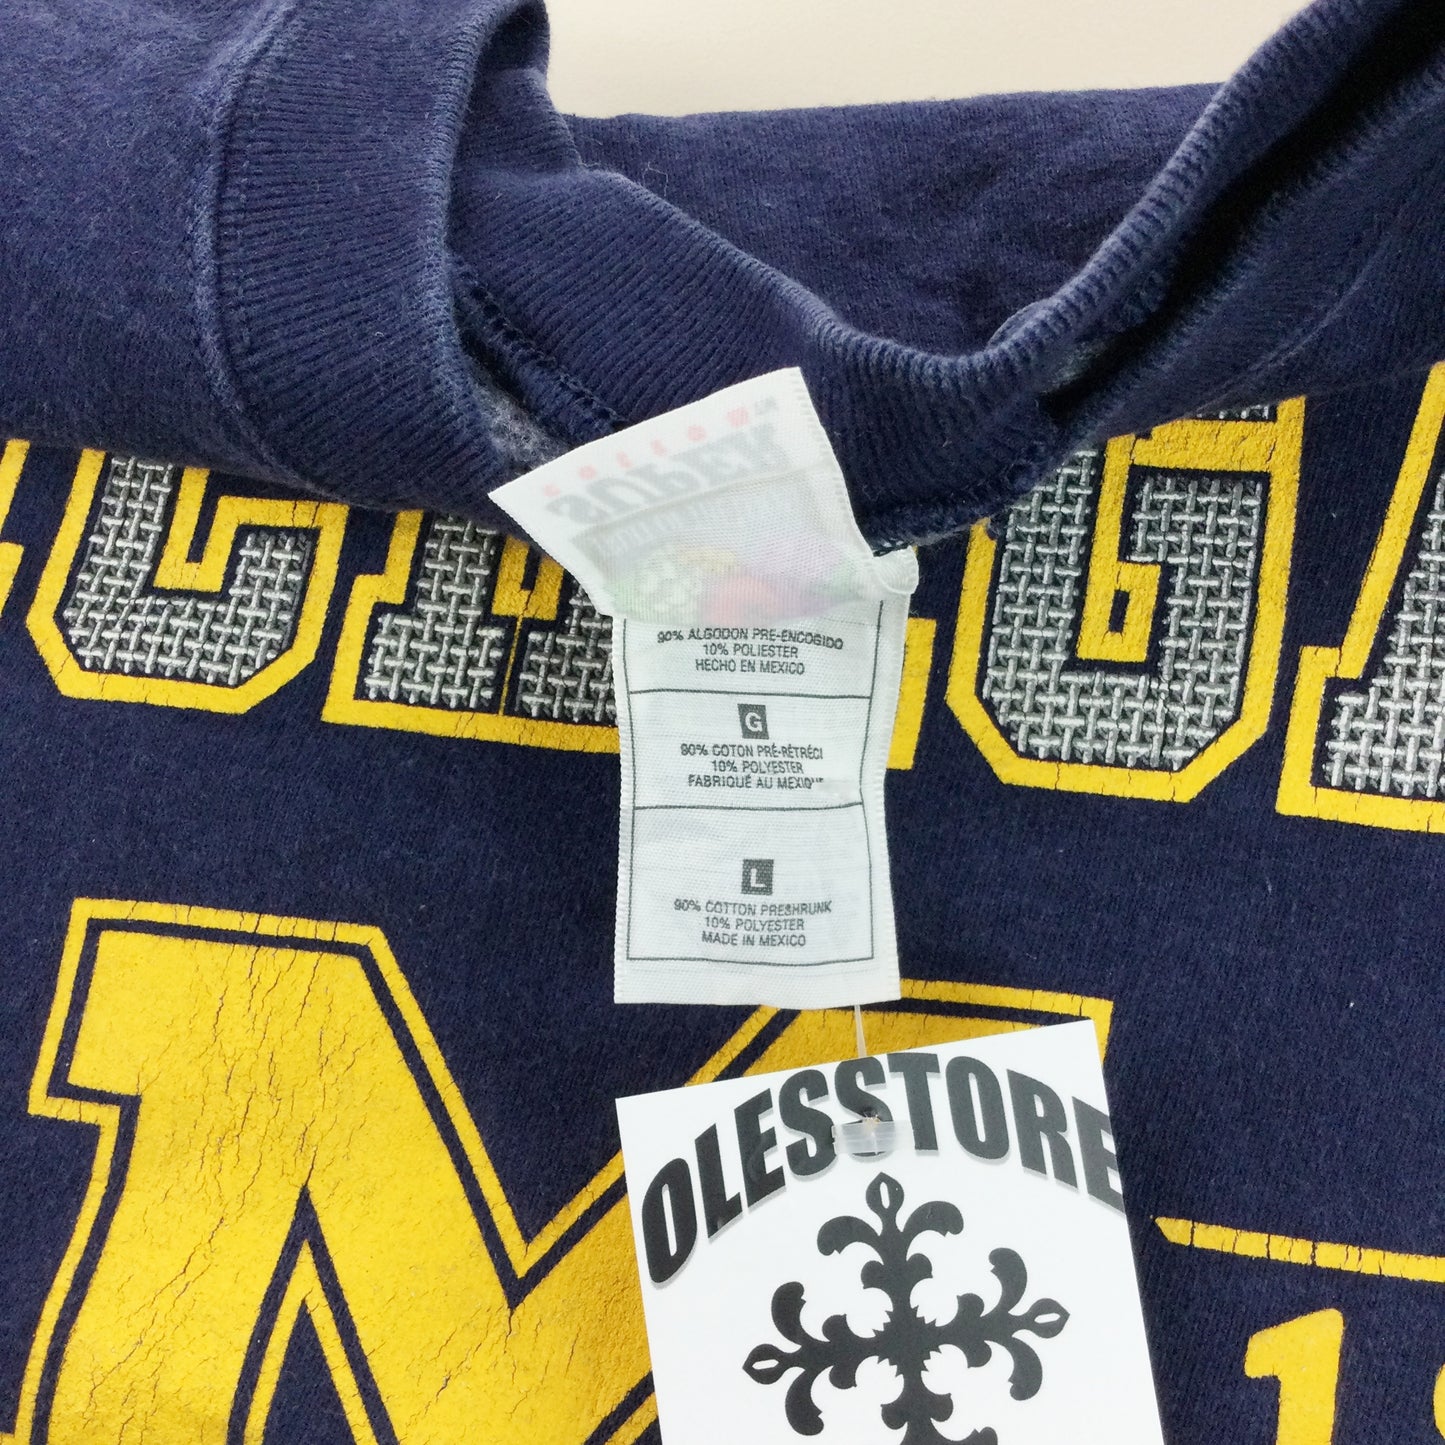 90% ALGODON PRE-ENCOGIDO
10% POLIESTER
HECHO EN MEXICO
G
90% COTON PRÉ-RÉTRÉCI
10% POLYESTER
FABRIQUÉ AU MEXIQUE
L
90% COTTON PRESHRUNK
10% POLYESTER
MADE IN MEXICO
OLESSTORE
M